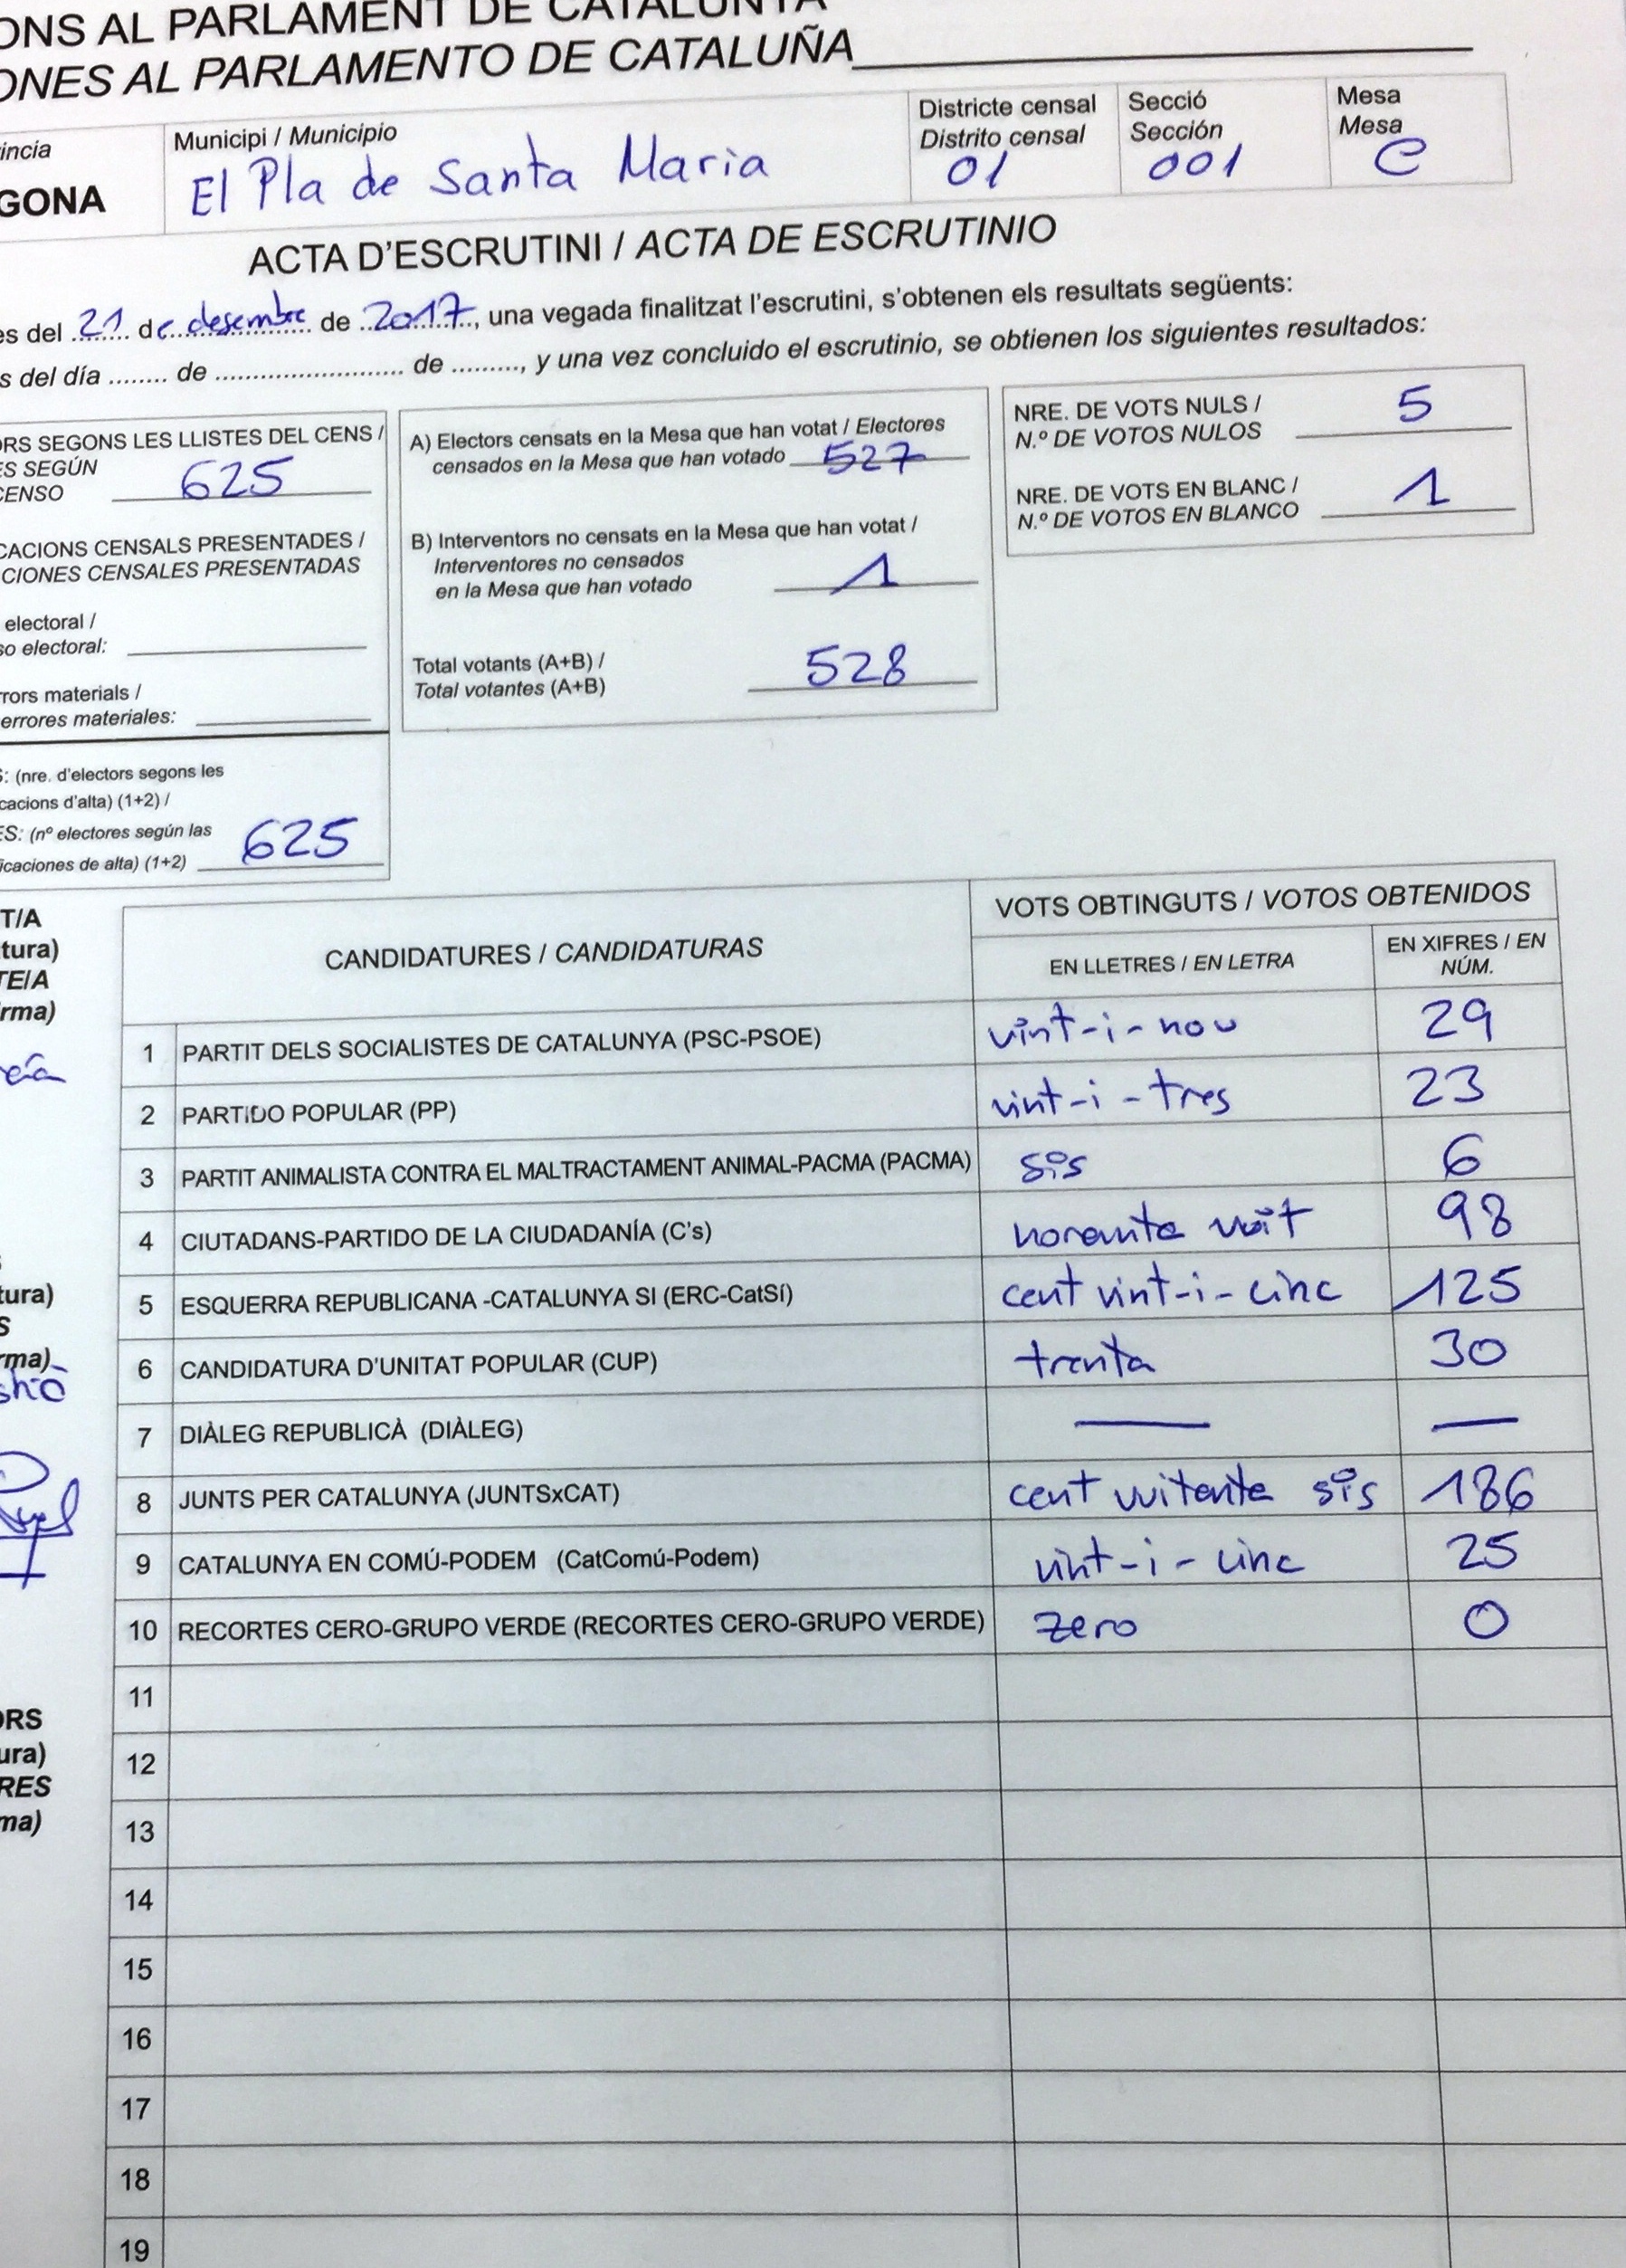 ONS AL PARLAMENT DE CATALUNYA
ONES AL PARLAMENTO DE CATALUÑA
Districte censal Secció Mesa
incia Municipi / Municipio Distrito censal Sección Mesa
GONA El Pla de Santa Maria 01 001 C
ACTA D'ESCRUTINI / ACTA DE ESCRUTINIO
es del 21 de desembre de 2017, una vegada finalitzat l'escrutini, s'obtenen els resultats següents:
s del día ........ de ............................ de ........., y una vez concluido el escrutinio, se obtienen los siguientes resultados:
ORS SEGONS LES LLISTES DEL CENS /
ES SEGÚN
CENSO 625
CACIONS CENSALS PRESENTADES /
CIONES CENSALES PRESENTADAS
electoral /
so electoral:
rrors materials /
errores materiales:
S: (nre. d'electors segons les
cacions d'alta) (1+2) /
ES: (nº electores según las
icaciones de alta) (1+2) 625
A) Electors censats en la Mesa que han votat / Electores
censados en la Mesa que han votado 527
B) Interventors no censats en la Mesa que han votat /
Interventores no censados
en la Mesa que han votado 1
Total votants (A+B) /
Total votantes (A+B) 528
NRE. DE VOTS NULS /
N.º DE VOTOS NULOS 5
NRE. DE VOTS EN BLANC /
N.º DE VOTOS EN BLANCO 1
T/A
tura)
TE/A
rma)
tura)
S
rma)
ORS
ura)
RES
ma)
CANDIDATURES / CANDIDATURAS VOTS OBTINGUTS / VOTOS OBTENIDOS
EN LLETRES / EN LETRA EN XIFRES / EN NÚM.
1 PARTIT DELS SOCIALISTES DE CATALUNYA (PSC-PSOE) vint-i-nou 29
2 PARTIDO POPULAR (PP) vint-i-tres 23
3 PARTIT ANIMALISTA CONTRA EL MALTRACTAMENT ANIMAL-PACMA (PACMA) sis 6
4 CIUTADANS-PARTIDO DE LA CIUDADANÍA (C's) noranta vuit 98
5 ESQUERRA REPUBLICANA -CATALUNYA SI (ERC-CatSí) cent vint-i-cinc 125
6 CANDIDATURA D'UNITAT POPULAR (CUP) trenta 30
7 DIÀLEG REPUBLICÀ (DIÀLEG) — —
8 JUNTS PER CATALUNYA (JUNTSxCAT) cent vuitanta sis 186
9 CATALUNYA EN COMÚ-PODEM (CatComú-Podem) vint-i-cinc 25
10 RECORTES CERO-GRUPO VERDE (RECORTES CERO-GRUPO VERDE) zero 0
11
12
13
14
15
16
17
18
19